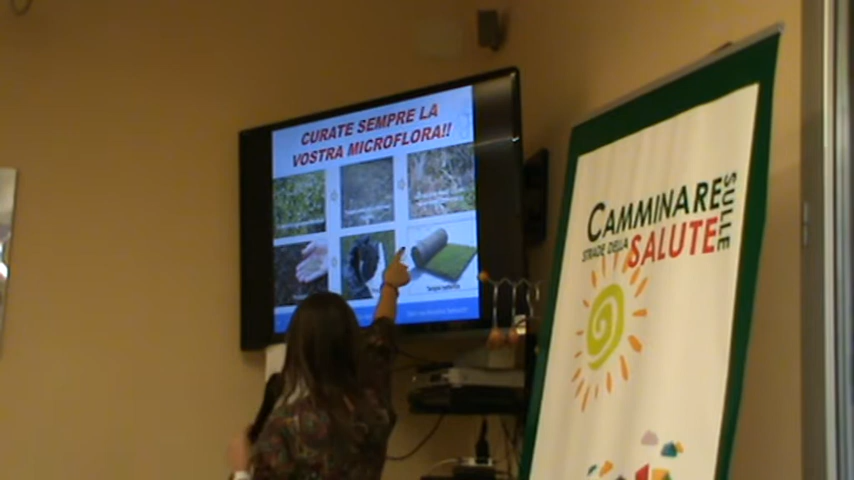 CURATE SEMPRE LA
VOSTRA MICROFLORA!!
CAMMINARE
SULLE
STRADE DELLA
SALUTE